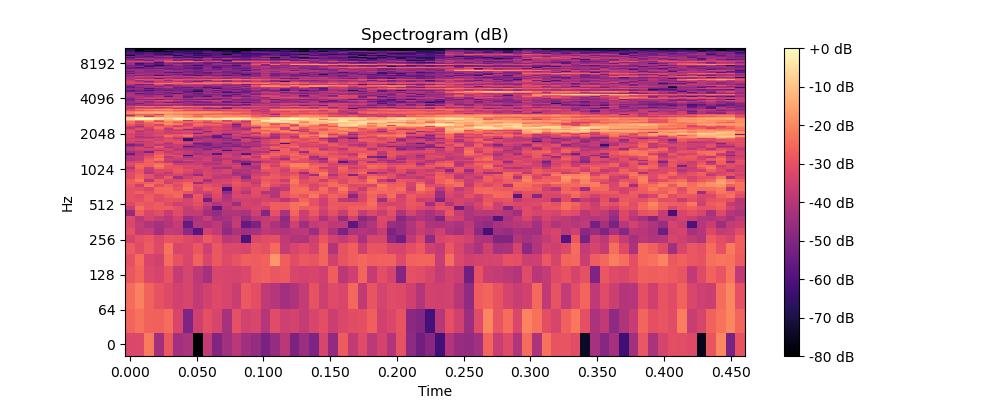 Spectrogram (dB)
8192
4096
2048
1024
512
256
128
64
0
Hz
0.000 0.050 0.100 0.150 0.200 0.250 0.300 0.350 0.400 0.450
Time
+0 dB
-10 dB
-20 dB
-30 dB
-40 dB
-50 dB
-60 dB
-70 dB
-80 dB